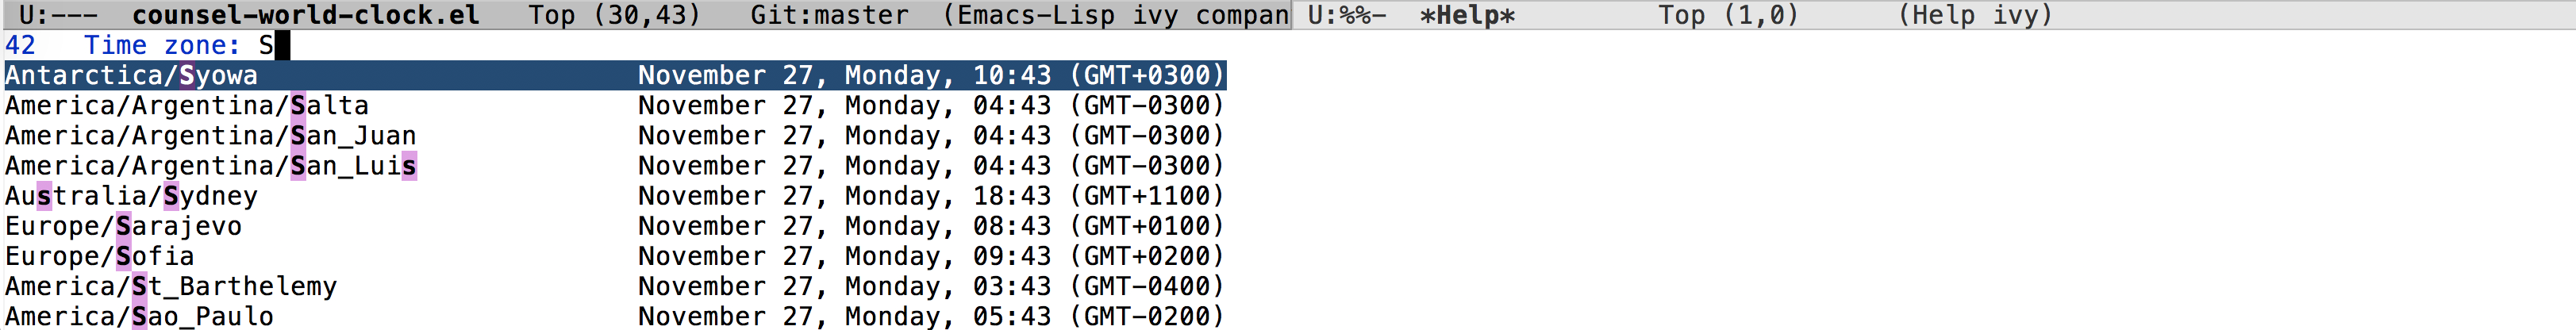 U:--- counsel-world-clock.el Top (30,43) Git:master (Emacs-Lisp ivy compan U:%%- *Help* Top (1,0) (Help ivy)
42 Time zone: S
Antarctica/Syowa November 27, Monday, 10:43 (GMT+0300)
America/Argentina/Salta November 27, Monday, 04:43 (GMT-0300)
America/Argentina/San_Juan November 27, Monday, 04:43 (GMT-0300)
America/Argentina/San_Luis November 27, Monday, 04:43 (GMT-0300)
Australia/Sydney November 27, Monday, 18:43 (GMT+1100)
Europe/Sarajevo November 27, Monday, 08:43 (GMT+0100)
Europe/Sofia November 27, Monday, 09:43 (GMT+0200)
America/St_Barthelemy November 27, Monday, 03:43 (GMT-0400)
America/Sao_Paulo November 27, Monday, 05:43 (GMT-0200)